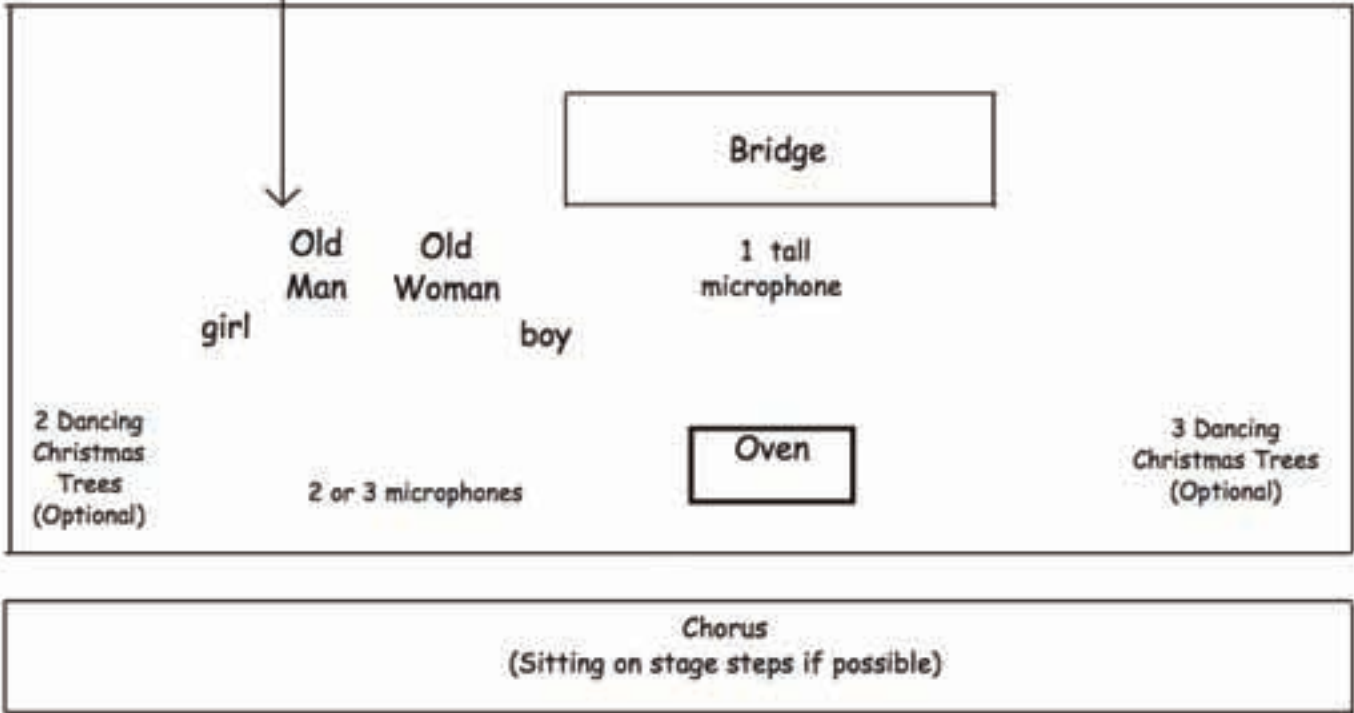 Bridge
Old
Man
Old
Woman
1 tall
microphone
girl
boy
2 Dancing
Christmas
Trees
(Optional)
2 or 3 microphones
Oven
3 Dancing
Christmas Trees
(Optional)
Chorus
(Sitting on stage steps if possible)